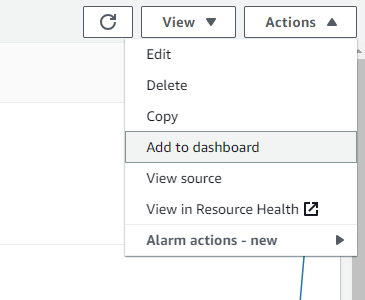 View
Actions
Edit
Delete
Copy
Add to dashboard
View source
View in Resource Health
Alarm actions - new